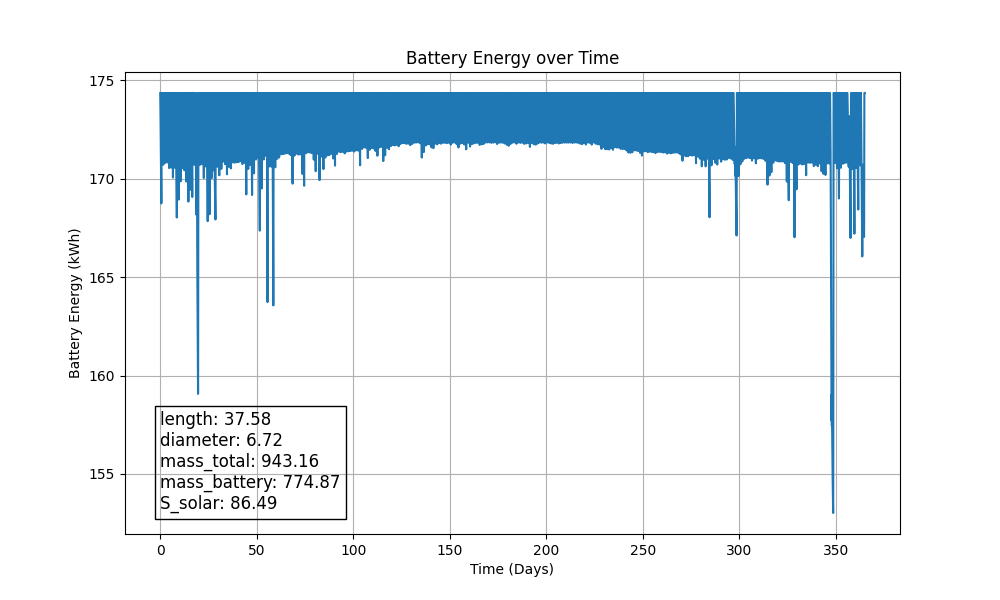 Battery Energy over Time
175
170
165
160
155
Battery Energy (kWh)
length: 37.58
diameter: 6.72
mass_total: 943.16
mass_battery: 774.87
S_solar: 86.49
0 50 100 150 200 250 300 350
Time (Days)